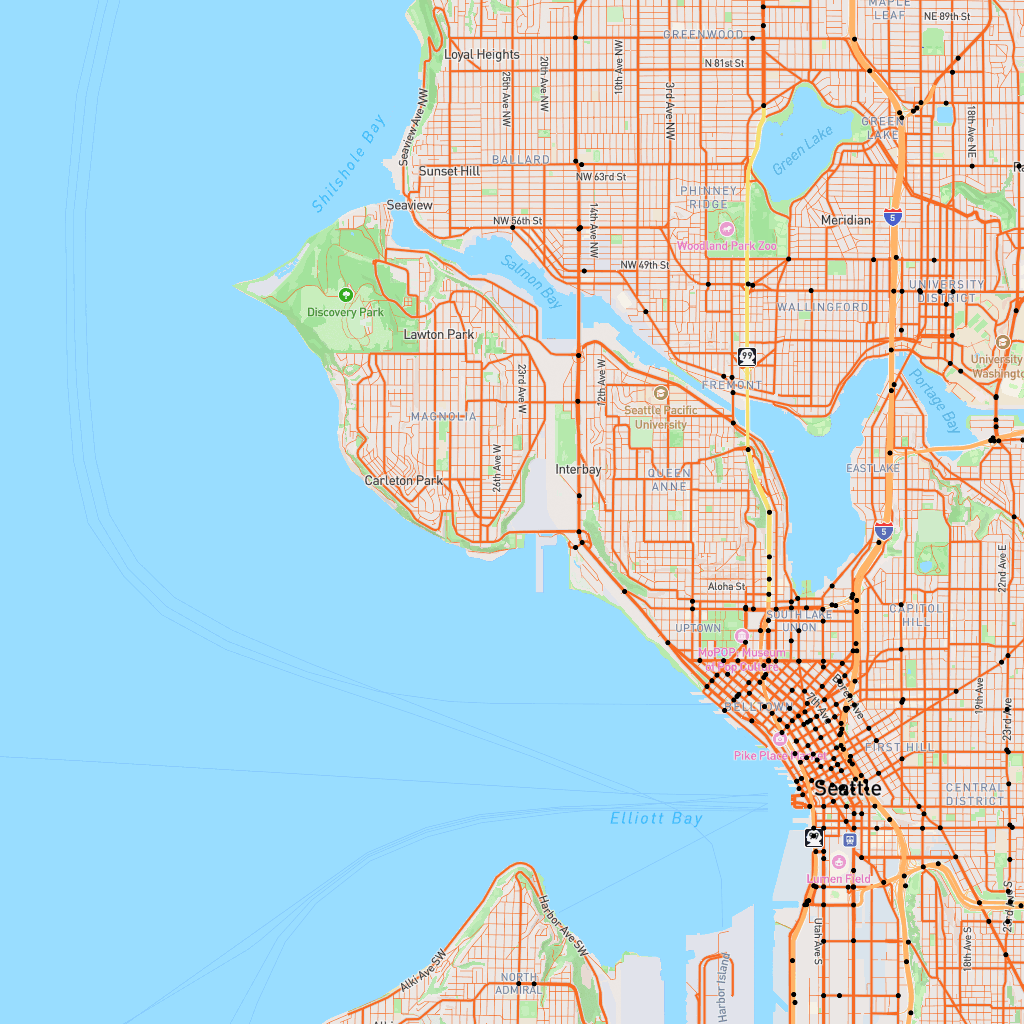 MAPLE
LEAF
NE 89th St
GREENWOOD
Loyal Heights
N 81st St
20th Ave NW
10th Ave NW
25th Ave NW
3rd Ave NW
Seaview Ave NW
GREEN
LAKE
18th Ave NE
Green Lake
Shilshole Bay
BALLARD
Sunset Hill
NW 63rd St
PHINNEY
RIDGE
Seaview
Meridian
5
NW 56th St
14th Ave NW
Woodland Park Zoo
NW 49th St
Salmon Bay
UNIVERSITY
DISTRICT
Discovery Park
WALLINGFORD
Lawton Park
99
University
Washington
23rd Ave W
12th Ave W
FREMONT
Portage Bay
MAGNOLIA
Seattle Pacific
University
26th Ave W
Interbay
EASTLAKE
Carleton Park
QUEEN
ANNE
5
22nd Ave E
Aloha St
CAPITOL
HILL
SOUTH LAKE
UNION
UPTOWN
MoPOP: Museum
of Pop Culture
Boren Ave
7th Ave
19th Ave
23rd Ave
BELLTOWN
FIRST HILL
Pike Place Market
Seattle
CENTRAL
DISTRICT
Elliott Bay
Lumen Field
Harbor Ave SW
23rd Ave S
Utah Ave S
18th Ave S
Alki Ave SW
NORTH
ADMIRAL
Harbor Island